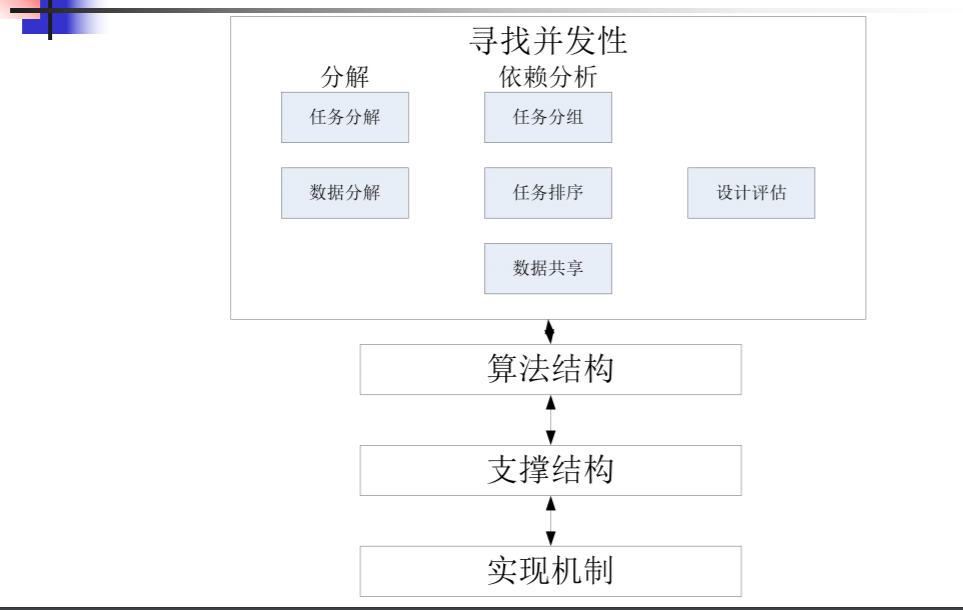 寻找并发性
分解
依赖分析
任务分解
任务分组
数据分解
任务排序
设计评估
数据共享
算法结构
支撑结构
实现机制